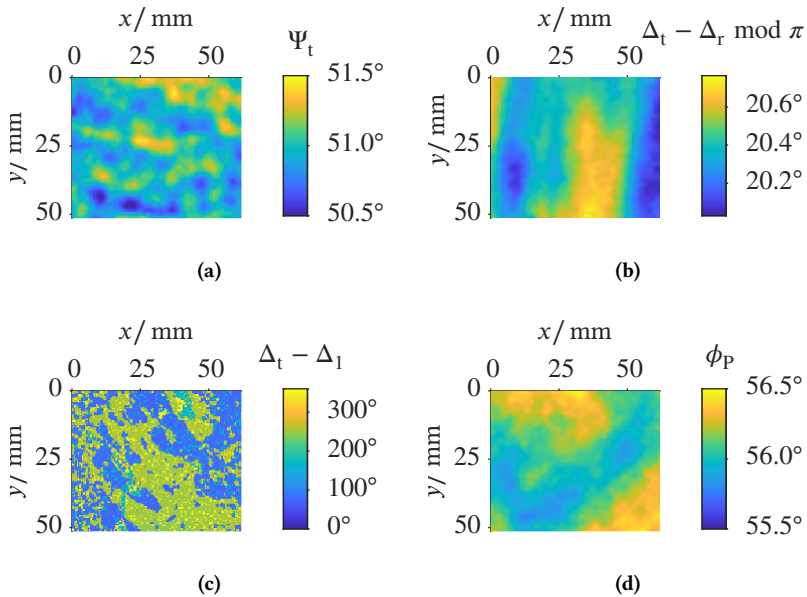 x/ mm
0 25 50
Ψt
0
25
50
y/ mm
51.5°
51.0°
50.5°
(a)
x/ mm
0 25 50
Δt − Δr mod π
0
25
50
y/ mm
20.6°
20.4°
20.2°
(b)
x/ mm
0 25 50
Δt − Δ1
0
25
50
y/ mm
300°
200°
100°
0°
(c)
x/ mm
0 25 50
ϕP
0
25
50
y/ mm
56.5°
56.0°
55.5°
(d)